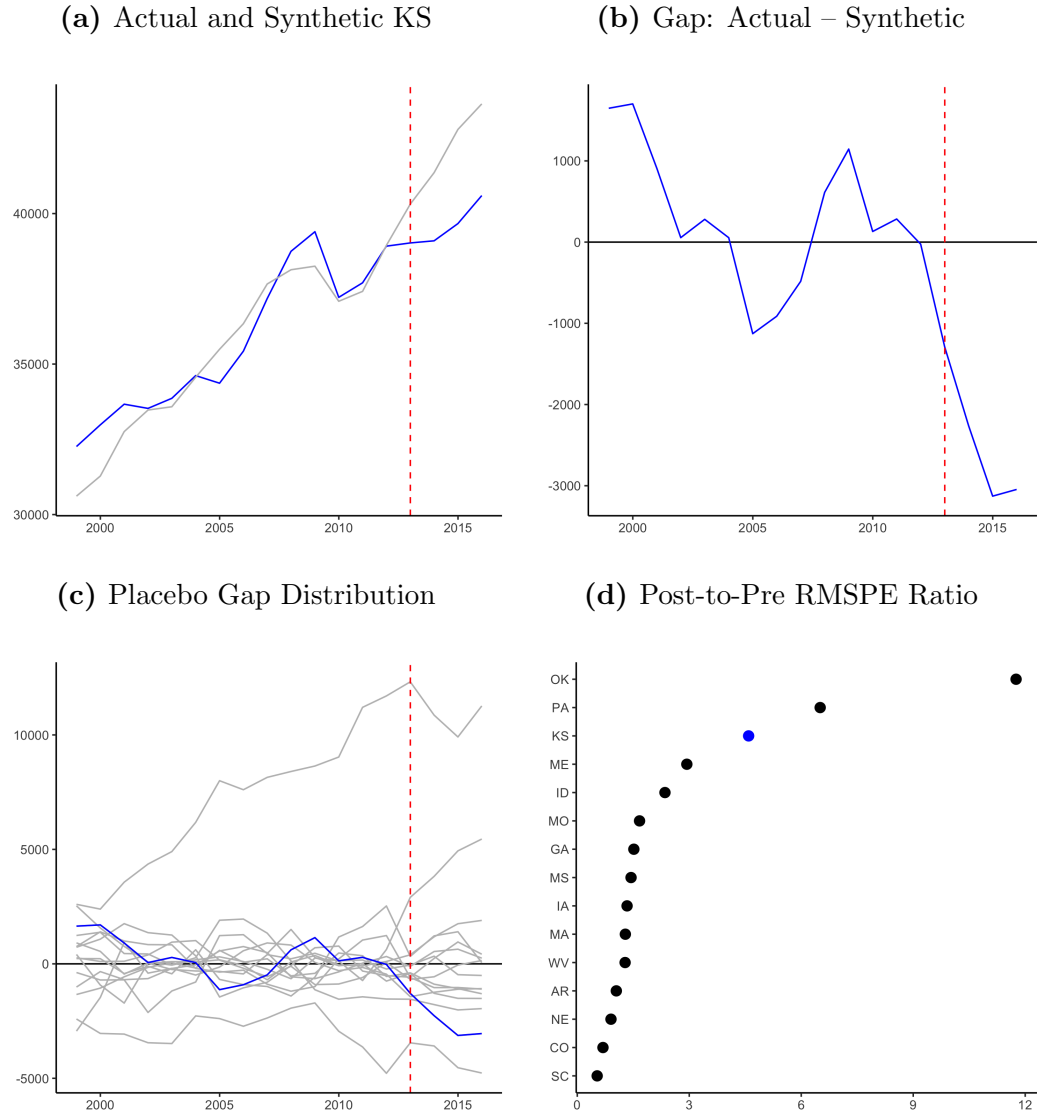 (a) Actual and Synthetic KS
40000
35000
30000
2000 2005 2010 2015
(b) Gap: Actual – Synthetic
1000
0
-1000
-2000
-3000
2000 2005 2010 2015
(c) Placebo Gap Distribution
10000
5000
0
-5000
2000 2005 2010 2015
(d) Post-to-Pre RMSPE Ratio
OK
PA
KS
ME
ID
MO
GA
MS
IA
MA
WV
AR
NE
CO
SC
0 3 6 9 12